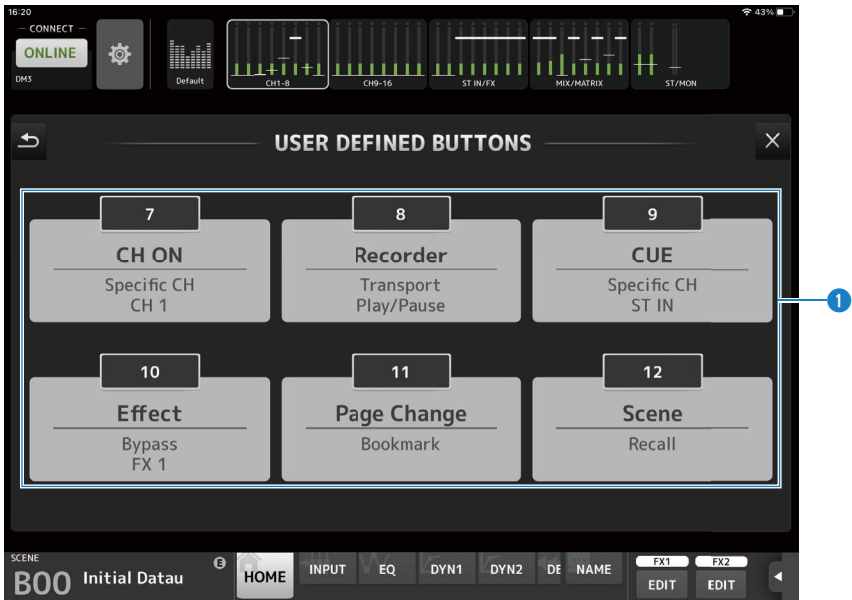 16:20
43%
CONNECT
ONLINE
DM3
Default
CH1-8
CH9-16
ST IN/FX
MIX/MATRIX
ST/MON
USER DEFINED BUTTONS
7
8
9
CH ON
Recorder
CUE
Specific CH
CH 1
Transport
Play/Pause
Specific CH
ST IN
1
10
11
12
Effect
Page Change
Scene
Bypass
FX 1
Bookmark
Recall
SCENE
B00 Initial Datau
E
HOME
INPUT
EQ
DYN1
DYN2
DE
NAME
FX1
EDIT
FX2
EDIT